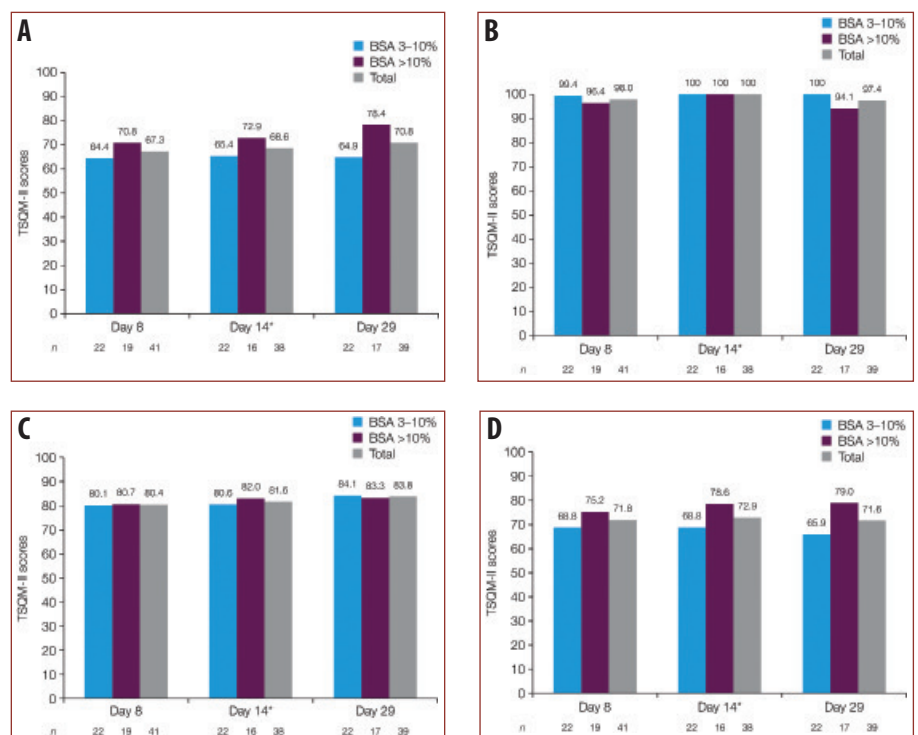 A
BSA 3–10%
BSA >10%
Total
TSQM-II scores
100
90
80
70
60
50
40
30
20
10
0
64.4 70.8 67.3
65.4 72.9 68.6
64.9 78.4 70.8
Day 8 Day 14* Day 29
n 22 19 41 22 16 38 22 17 39
B
BSA 3–10%
BSA >10%
Total
TSQM-II scores
100
90
80
70
60
50
40
30
20
10
0
99.4 96.4 98.0
100 100 100
100 94.1 97.4
Day 8 Day 14* Day 29
n 22 19 41 22 16 38 22 17 39
C
BSA 3–10%
BSA >10%
Total
TSQM-II scores
100
90
80
70
60
50
40
30
20
10
0
80.1 80.7 80.4
80.6 82.0 81.6
84.1 83.3 83.8
Day 8 Day 14* Day 29
n 22 19 41 22 16 38 22 17 39
D
BSA 3–10%
BSA >10%
Total
TSQM-II scores
100
90
80
70
60
50
40
30
20
10
0
68.8 75.2 71.8
68.8 78.6 72.9
65.9 79.0 71.6
Day 8 Day 14* Day 29
n 22 19 41 22 16 38 22 17 39